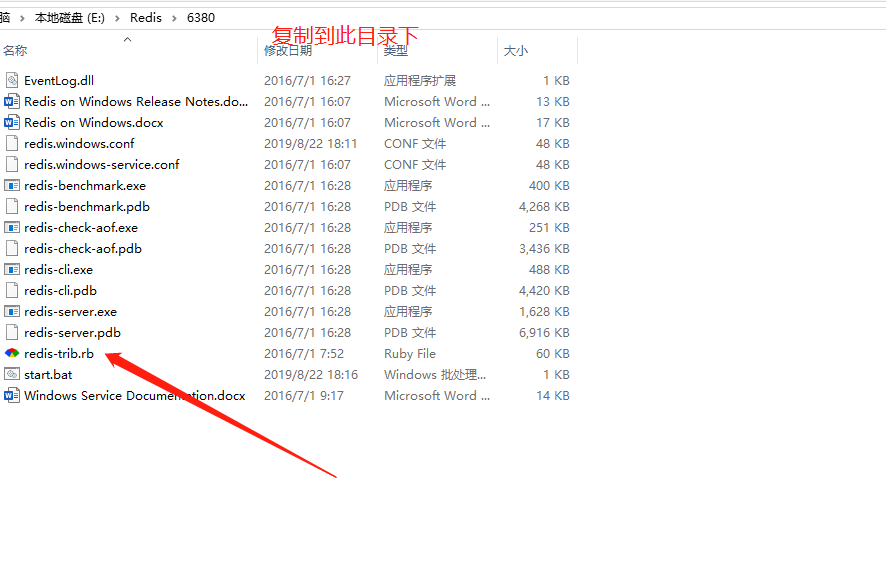 脑 › 本地磁盘 (E:) › Redis › 6380
复制到此目录下
名称 修改日期 类型 大小
EventLog.dll 2016/7/1 16:27 应用程序扩展 1 KB
Redis on Windows Release Notes.do... 2016/7/1 16:07 Microsoft Word ... 13 KB
Redis on Windows.docx 2016/7/1 16:07 Microsoft Word ... 17 KB
redis.windows.conf 2019/8/22 18:11 CONF 文件 48 KB
redis.windows-service.conf 2016/7/1 16:07 CONF 文件 48 KB
redis-benchmark.exe 2016/7/1 16:28 应用程序 400 KB
redis-benchmark.pdb 2016/7/1 16:28 PDB 文件 4,268 KB
redis-check-aof.exe 2016/7/1 16:28 应用程序 251 KB
redis-check-aof.pdb 2016/7/1 16:28 PDB 文件 3,436 KB
redis-cli.exe 2016/7/1 16:28 应用程序 488 KB
redis-cli.pdb 2016/7/1 16:28 PDB 文件 4,420 KB
redis-server.exe 2016/7/1 16:28 应用程序 1,628 KB
redis-server.pdb 2016/7/1 16:28 PDB 文件 6,916 KB
redis-trib.rb 2016/7/1 7:52 Ruby File 60 KB
start.bat 2019/8/22 18:16 Windows 批处理... 1 KB
Windows Service Documentation.docx 2016/7/1 9:17 Microsoft Word ... 14 KB